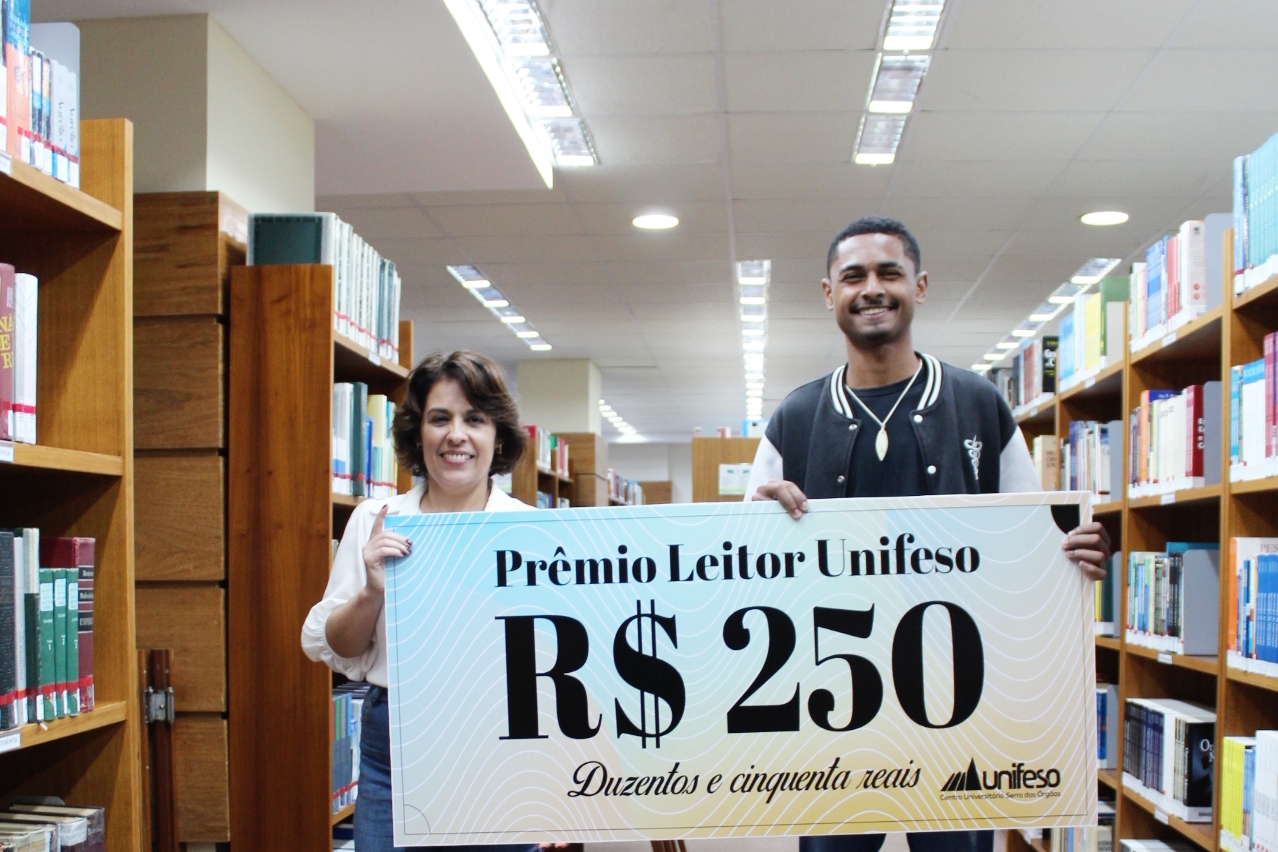 Prêmio Leitor Unifeso
R$ 250
Duzentos e cinquenta reais
unifeso
Centro Universitário Serra dos Órgãos